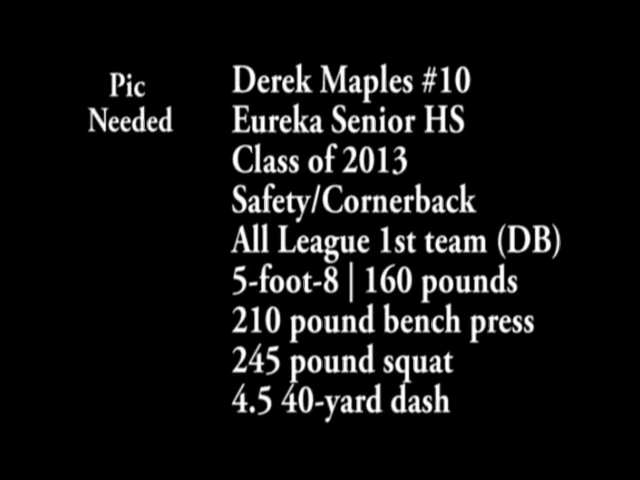 Pic
Needed
Derek Maples #10
Eureka Senior HS
Class of 2013
Safety/Cornerback
All League 1st team (DB)
5-foot-8 | 160 pounds
210 pound bench press
245 pound squat
4.5 40-yard dash